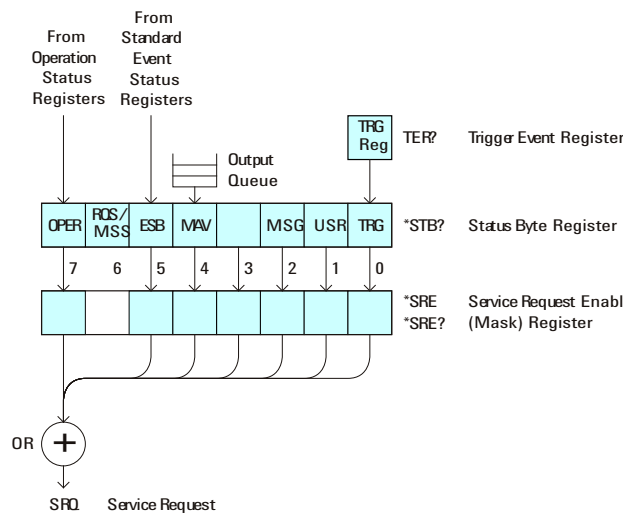 From
Operation
Status
Registers
From
Standard
Event
Status
Registers
TRG
Reg
TER? Trigger Event Register
Output
Queue
OPER RQS/
MSS ESB MAV MSG USR TRG
*STB? Status Byte Register
7 6 5 4 3 2 1 0
*SRE Service Request Enabl
*SRE? (Mask) Register
OR +
SRQ Service Request